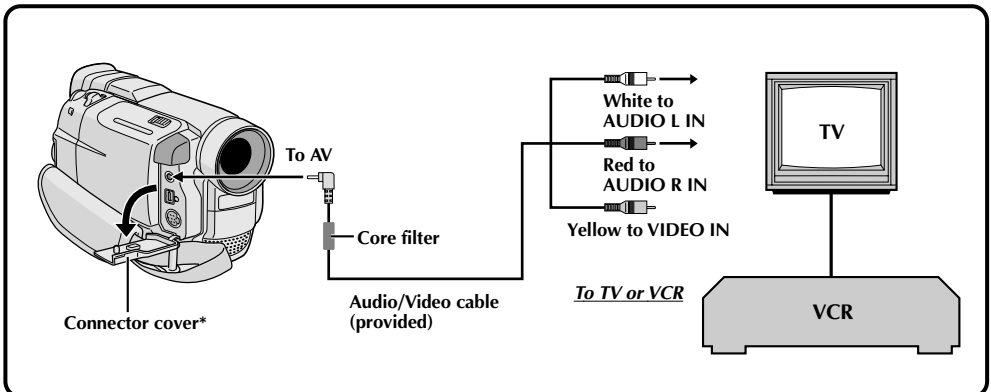 To AV
Core filter
Connector cover*
Audio/Video cable
(provided)
White to
AUDIO L IN
Red to
AUDIO R IN
Yellow to VIDEO IN
To TV or VCR
TV
VCR